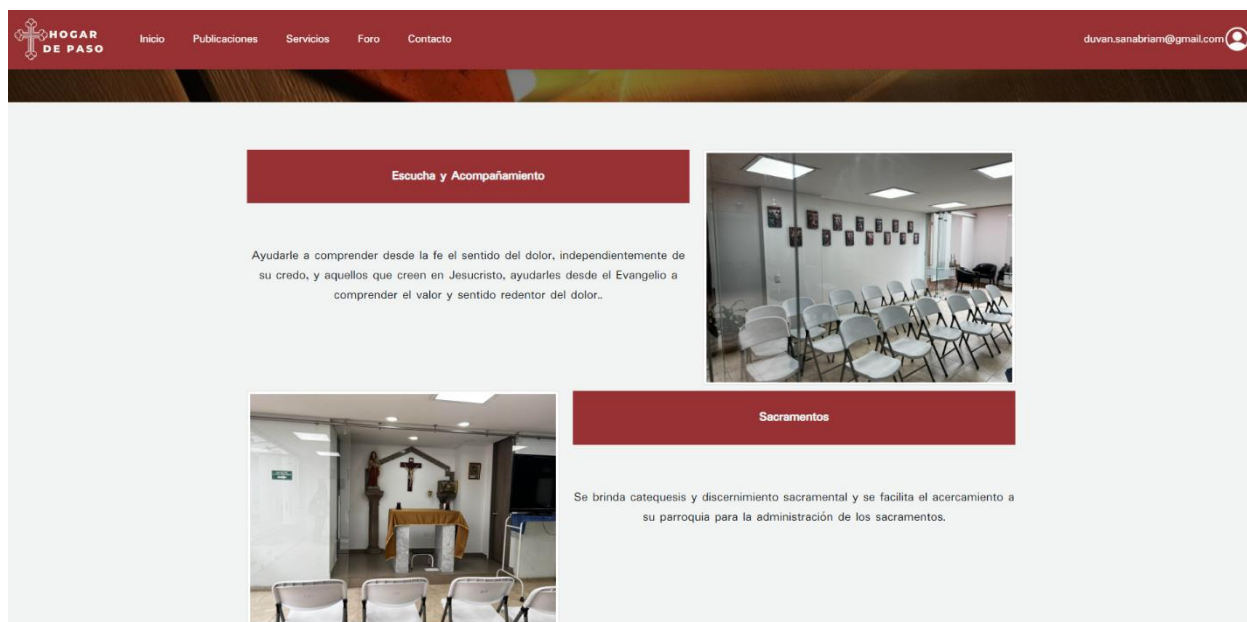 HOGAR
DE PASO
Inicio
Publicaciones
Servicios
Foro
Contacto
duvan.sanabriam@gmail.com
Escucha y Acompañamiento
Ayudarle a comprender desde la fe el sentido del dolor, independientemente de
su credo, y aquellos que creen en Jesucristo, ayudarles desde el Evangelio a
comprender el valor y sentido redentor del dolor..
Sacramentos
Se brinda catequesis y discernimiento sacramental y se facilita el acercamiento a
su parroquia para la administración de los sacramentos.